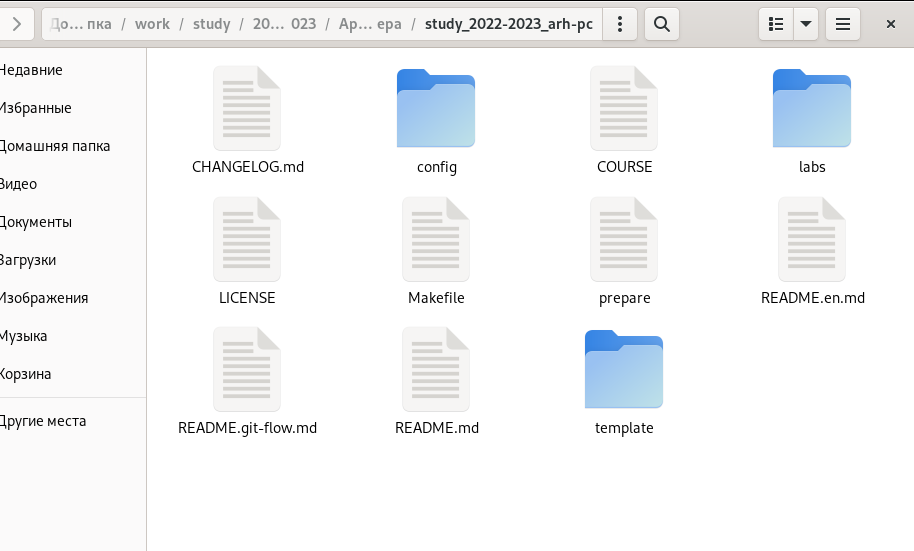 До… пка / work / study / 20… 023 / Ар… ера / study_2022-2023_arh-pc
Недавние
Избранные
Домашняя папка
Видео
Документы
Загрузки
Изображения
Музыка
Корзина
Другие места
CHANGELOG.md config COURSE labs
LICENSE Makefile prepare README.en.md
README.git-flow.md README.md template